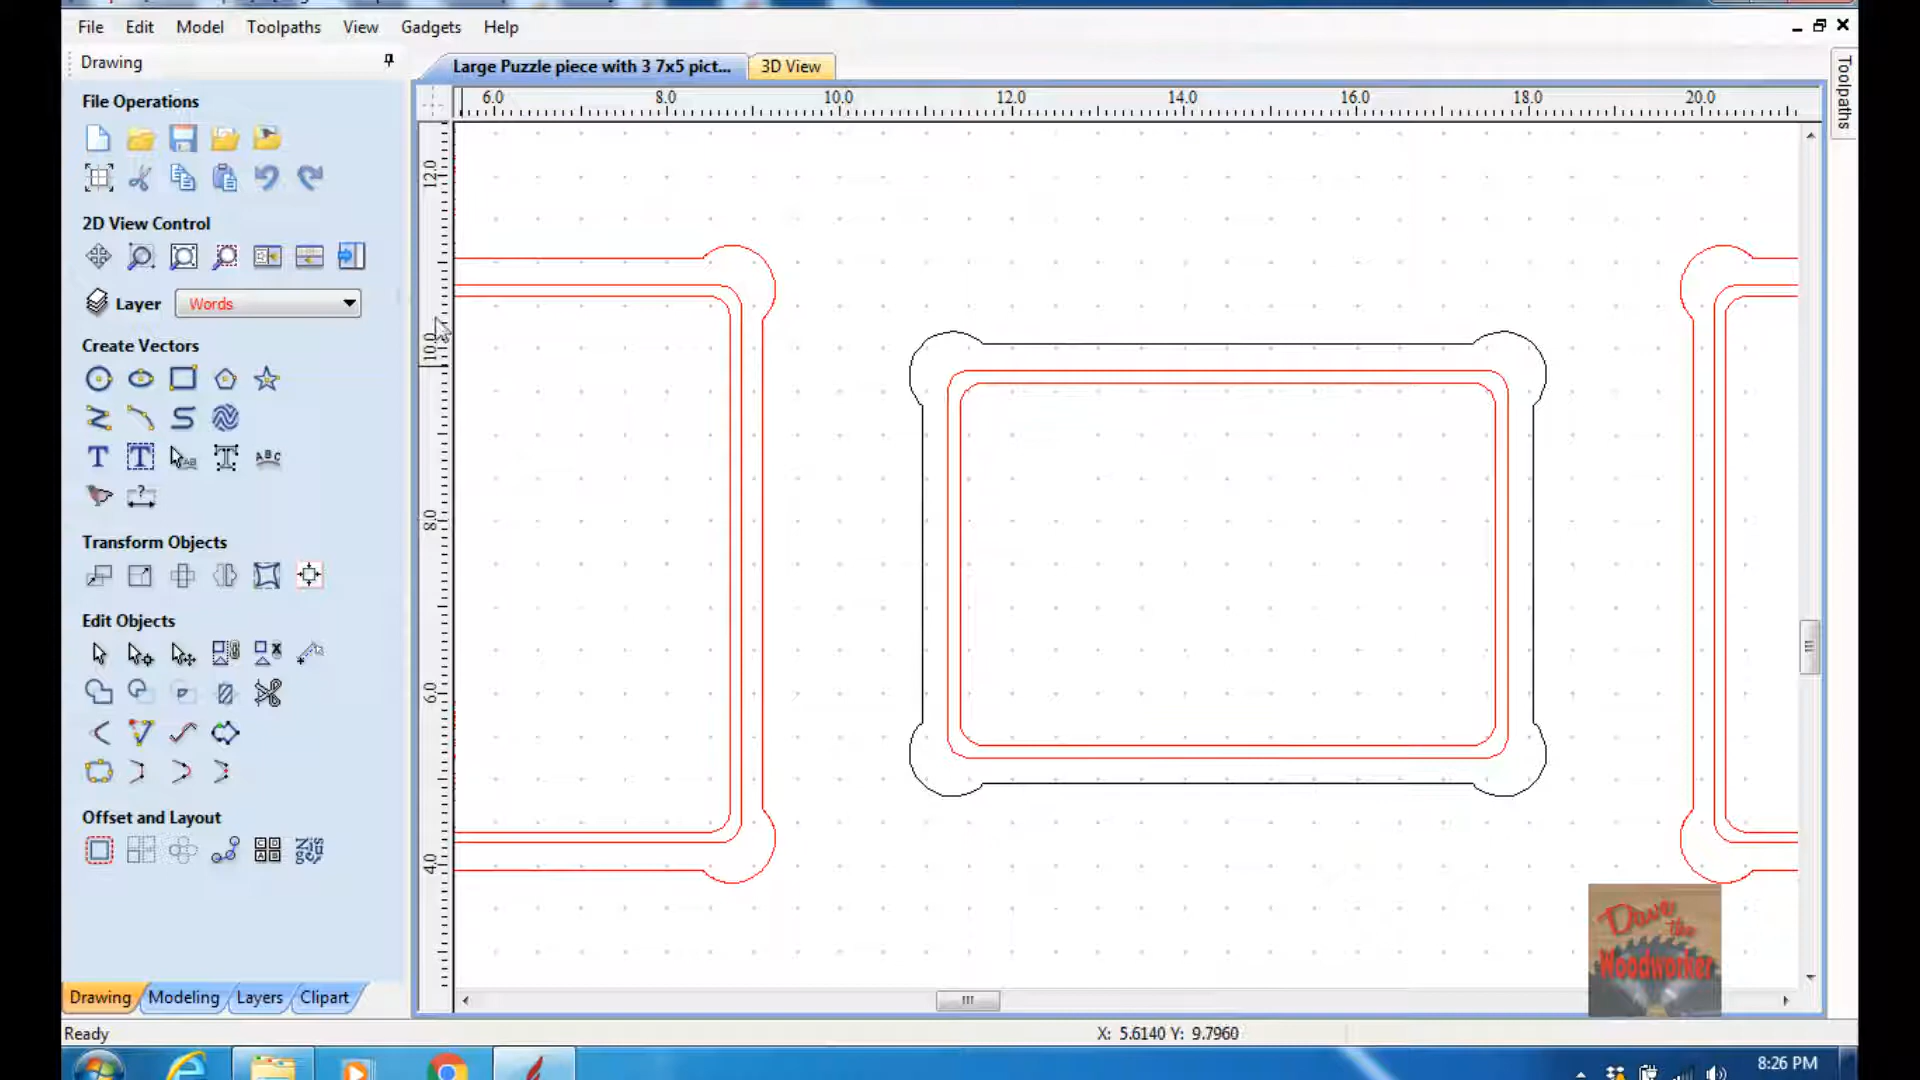 File Edit Model Toolpaths View Gadgets Help
Drawing
Large Puzzle piece with 3 7x5 pict... 3D View
Toolpaths
File Operations
6.0 8.0 10.0 12.0 14.0 16.0 18.0 20.0
12.0
10.0
8.0
6.0
4.0
2D View Control
Layer Words
Create Vectors
Transform Objects
Edit Objects
Offset and Layout
Dave the
Woodworker
Drawing Modeling Layers Clipart
Ready X: 5.6140 Y: 9.7960
8:26 PM